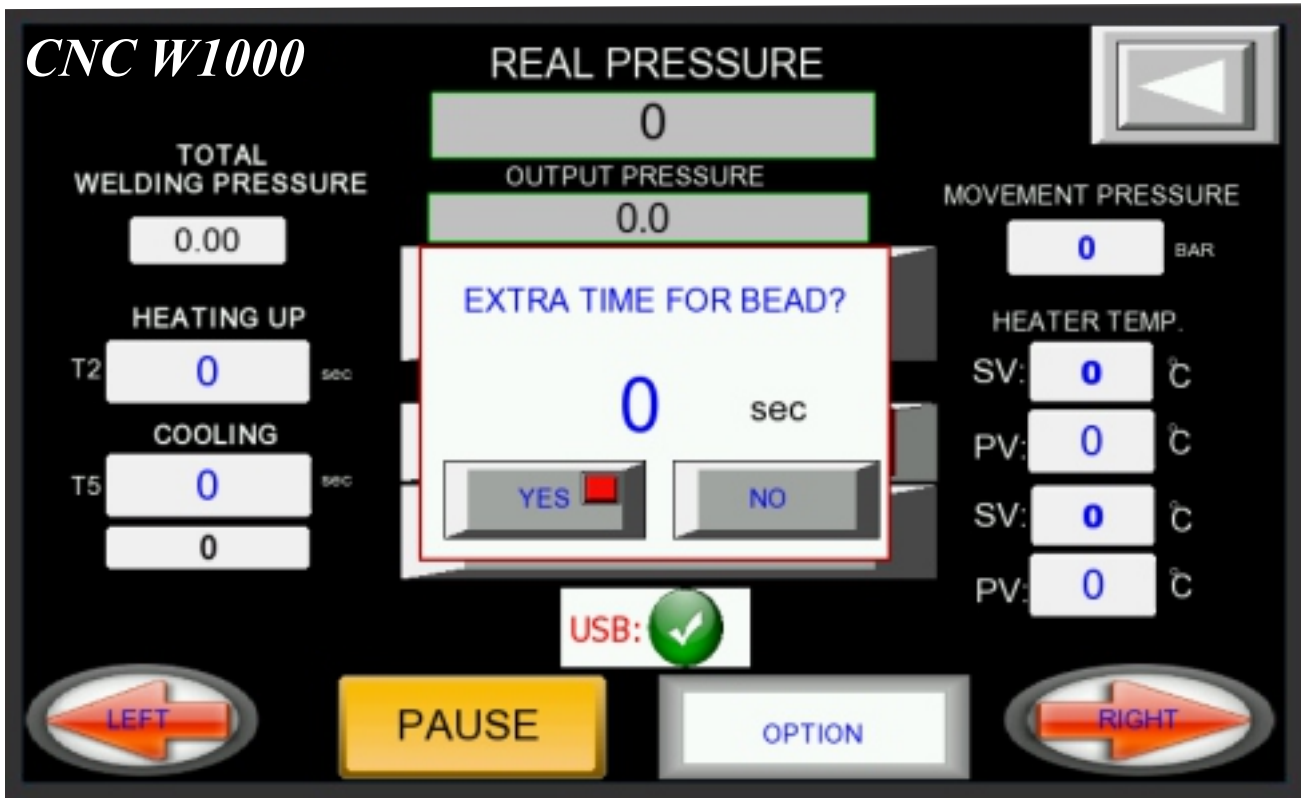 CNC W1000
REAL PRESSURE
0
TOTAL
WELDING PRESSURE
0.00
OUTPUT PRESSURE
0.0
MOVEMENT PRESSURE
0 BAR
EXTRA TIME FOR BEAD?
0 sec
YES NO
HEATING UP
T2 0 sec
COOLING
T5 0 sec
0
HEATER TEMP.
SV: 0 °C
PV: 0 °C
SV: 0 °C
PV: 0 °C
USB:
LEFT
PAUSE
OPTION
RIGHT